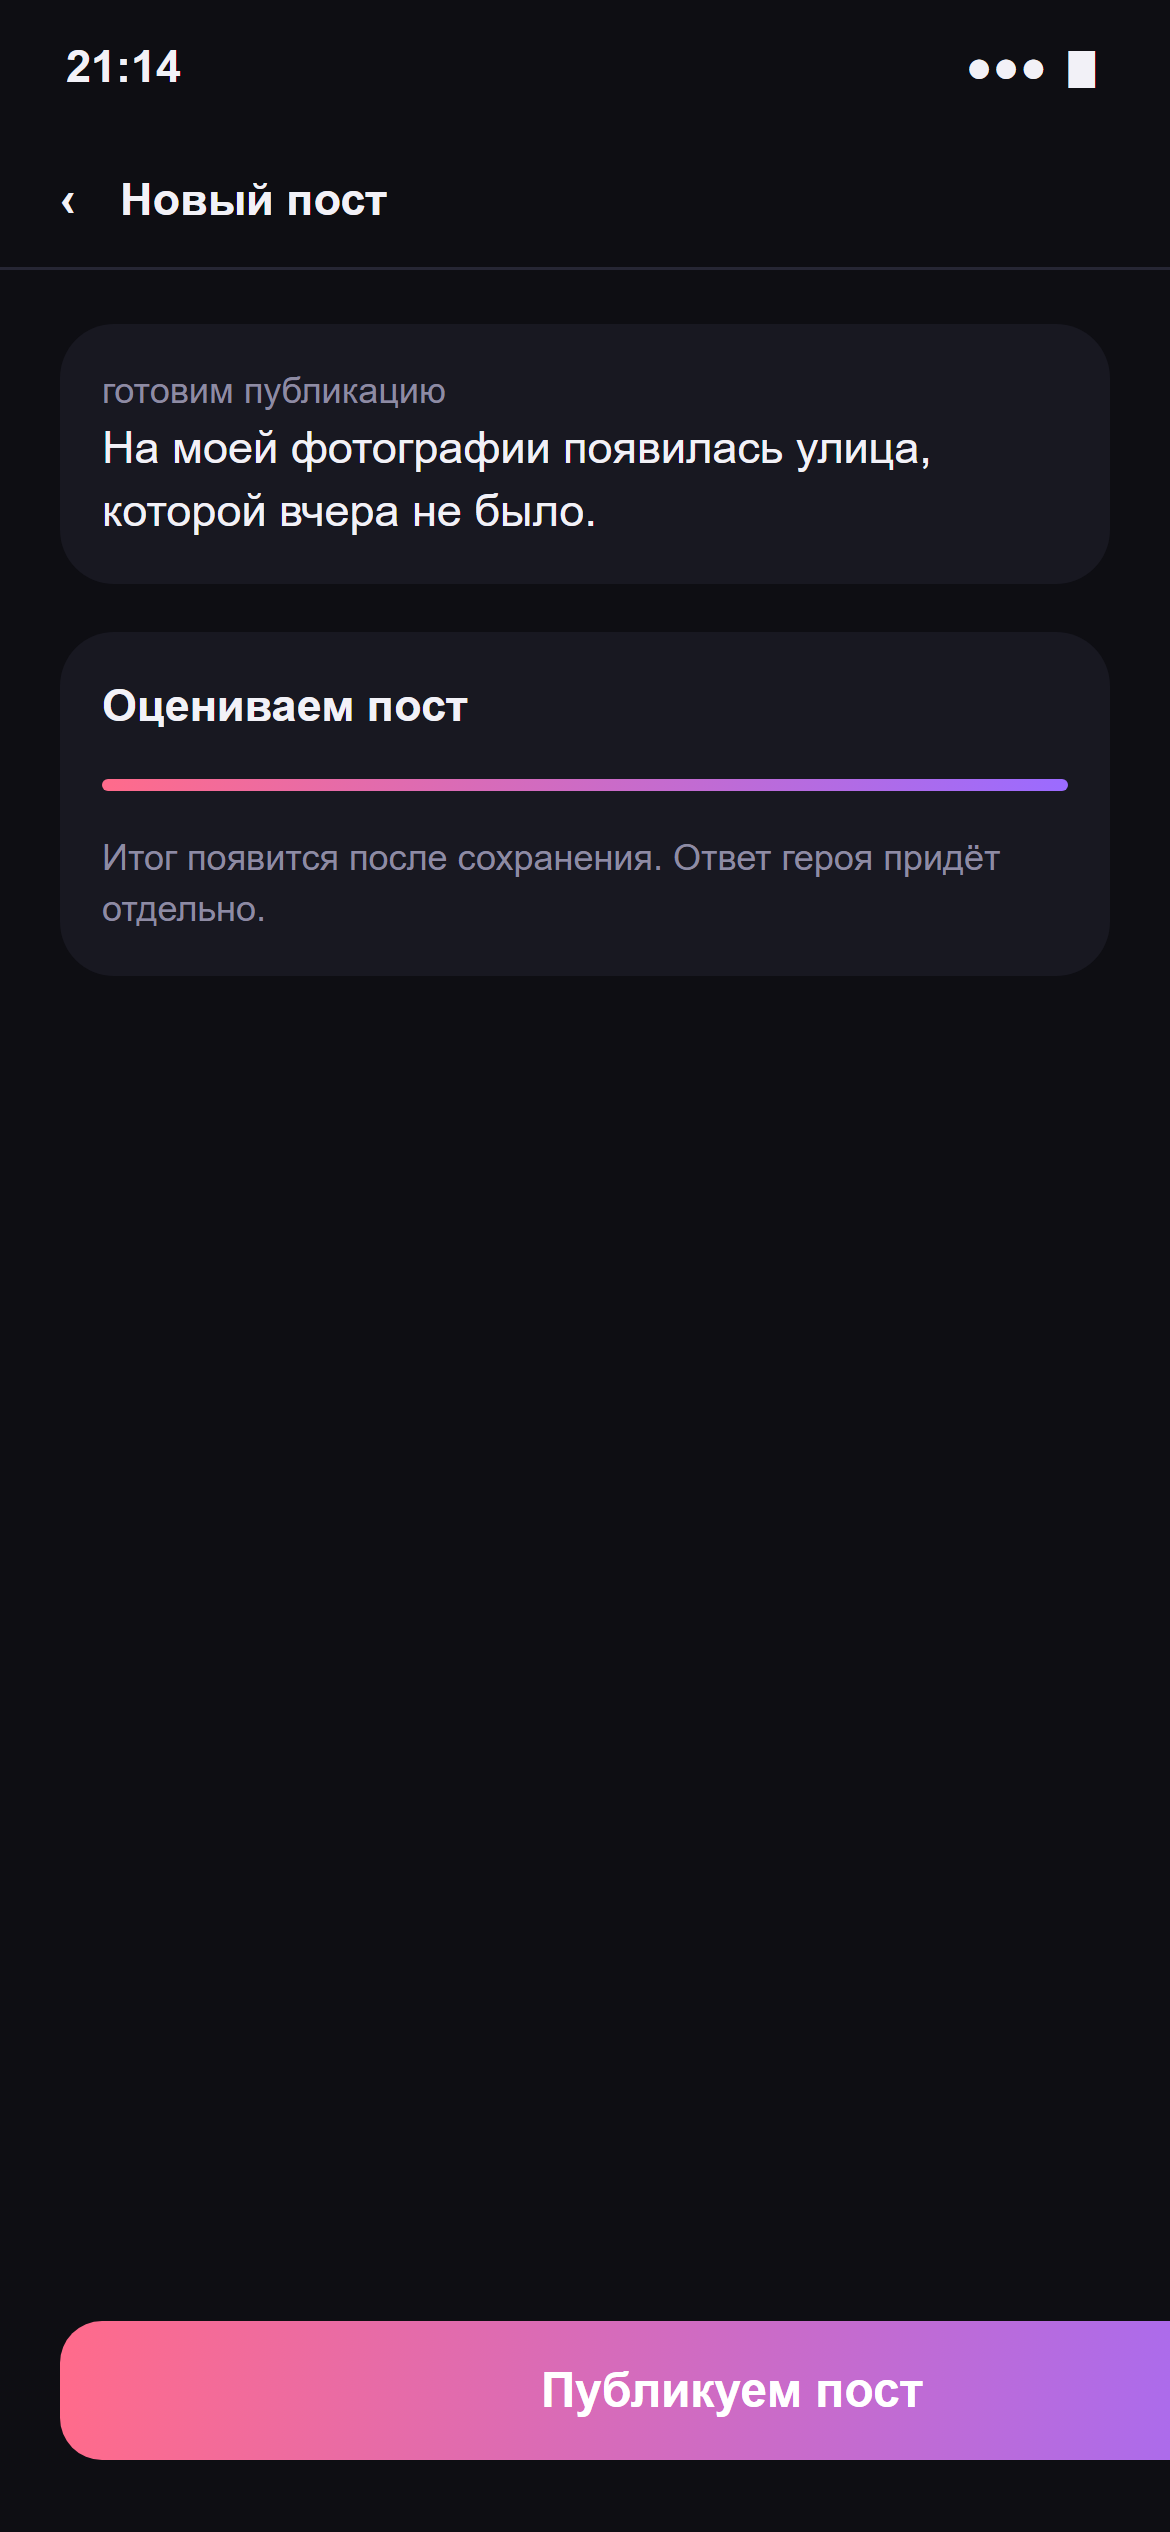 21:14
Новый пост
готовим публикацию
На моей фотографии появилась улица,
которой вчера не было.
Оцениваем пост
Итог появится после сохранения. Ответ героя придёт
отдельно.
Публикуем пост